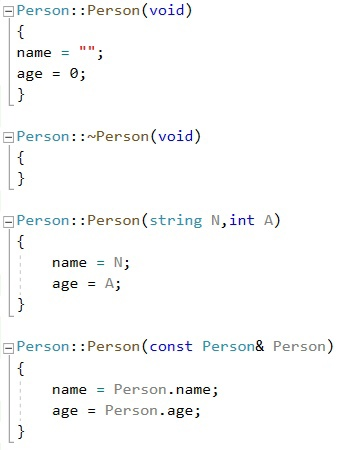 Person::Person(void)
{
name = "";
age = 0;
}
Person::~Person(void)
{
}
Person::Person(string N,int A)
{
    name = N;
    age = A;
}
Person::Person(const Person& Person)
{
    name = Person.name;
    age = Person.age;
}